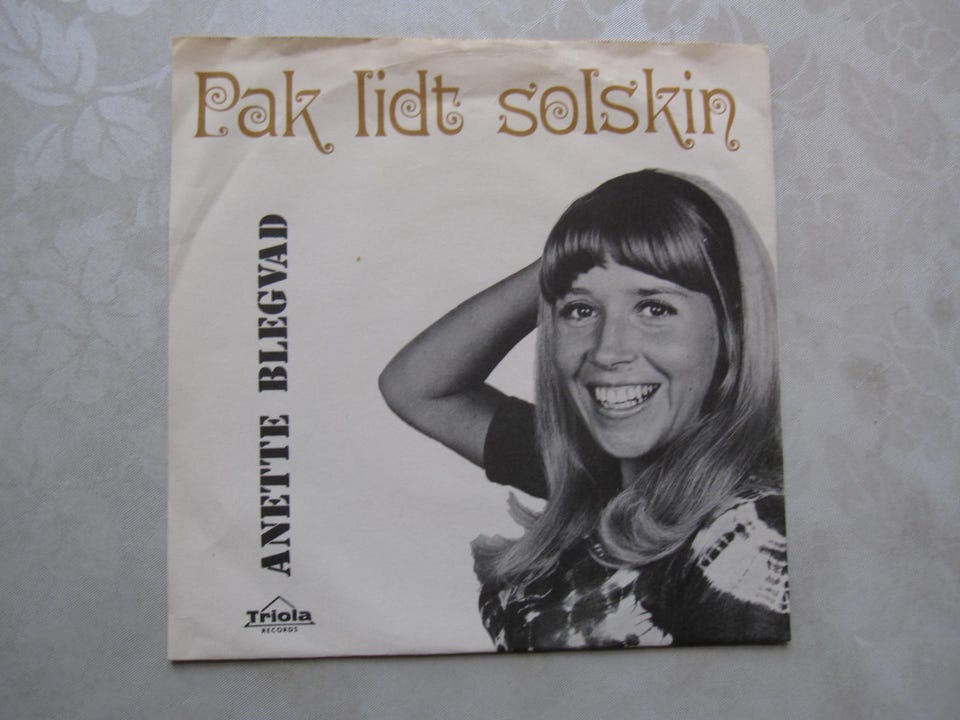 Pak lidt solskin
ANETTE BLEGVAD
Triola
RECORDS